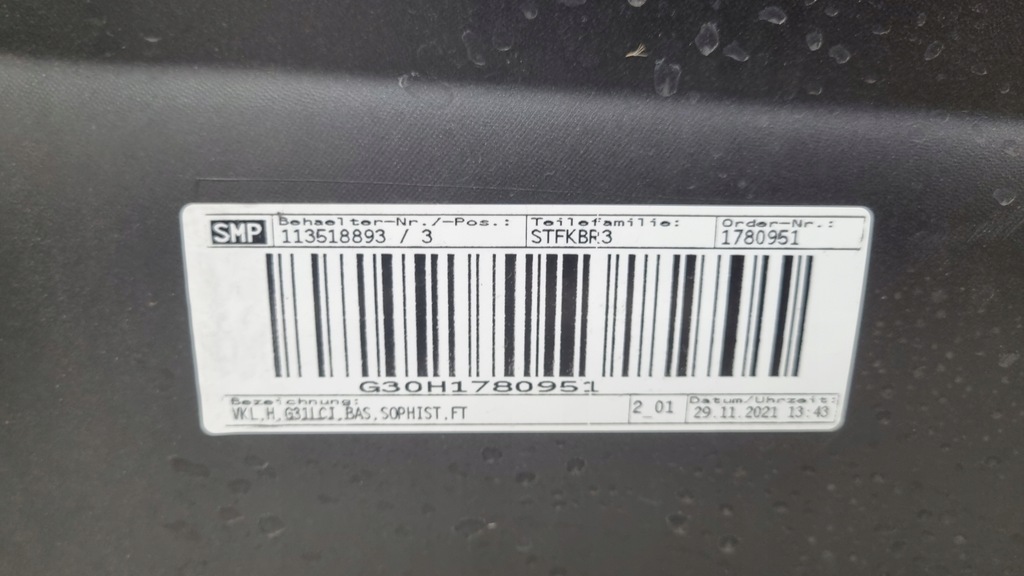 SMP Behaelter-Nr./-Pos.: Teilefamilie: Order-Nr.:
113518893 / 3 STFKBR3 1780951
G30H1780951
Bezeichnung: 2_01 Datum/Uhrzeit:
VKL,H,G31LCI,BAS,SOPHIST,FT 29.11.2021 13:43